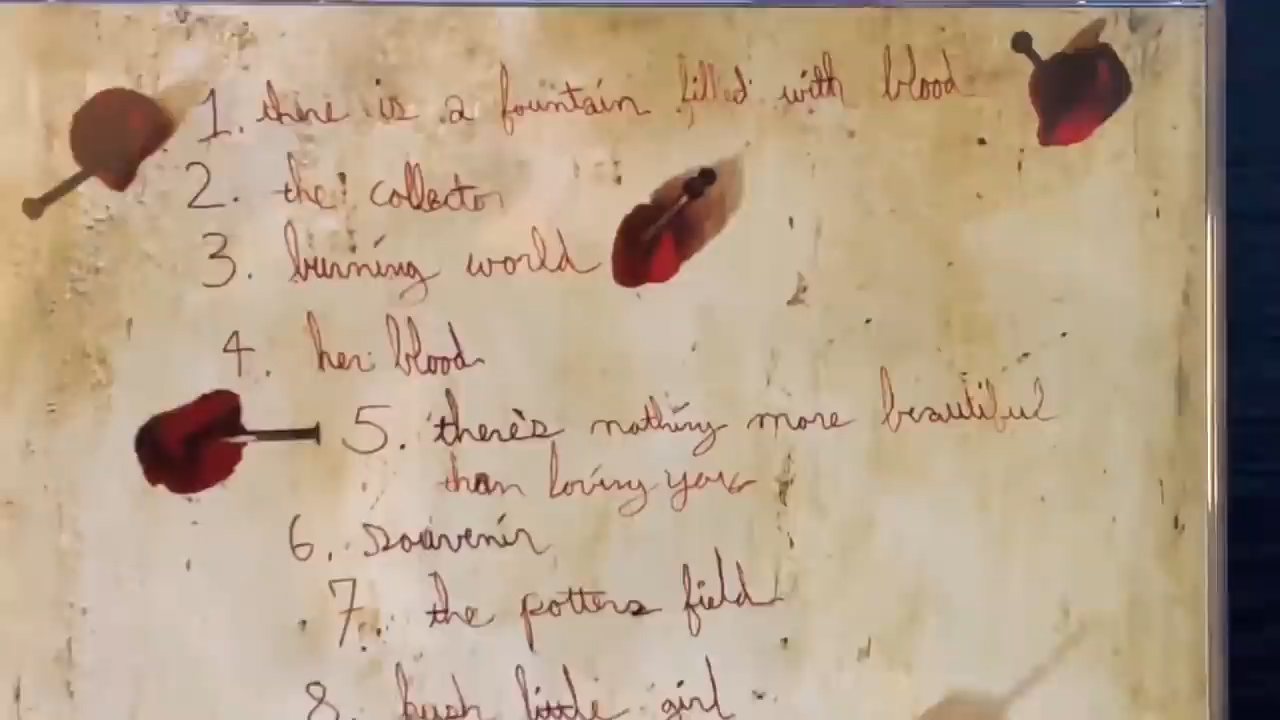 1. there is a fountain filled with blood
2. the collector
3. burning world
4. her blood
5. there's nothing more beautiful
than loving you
6. souvenir
7. the potters field
8. hush little girl